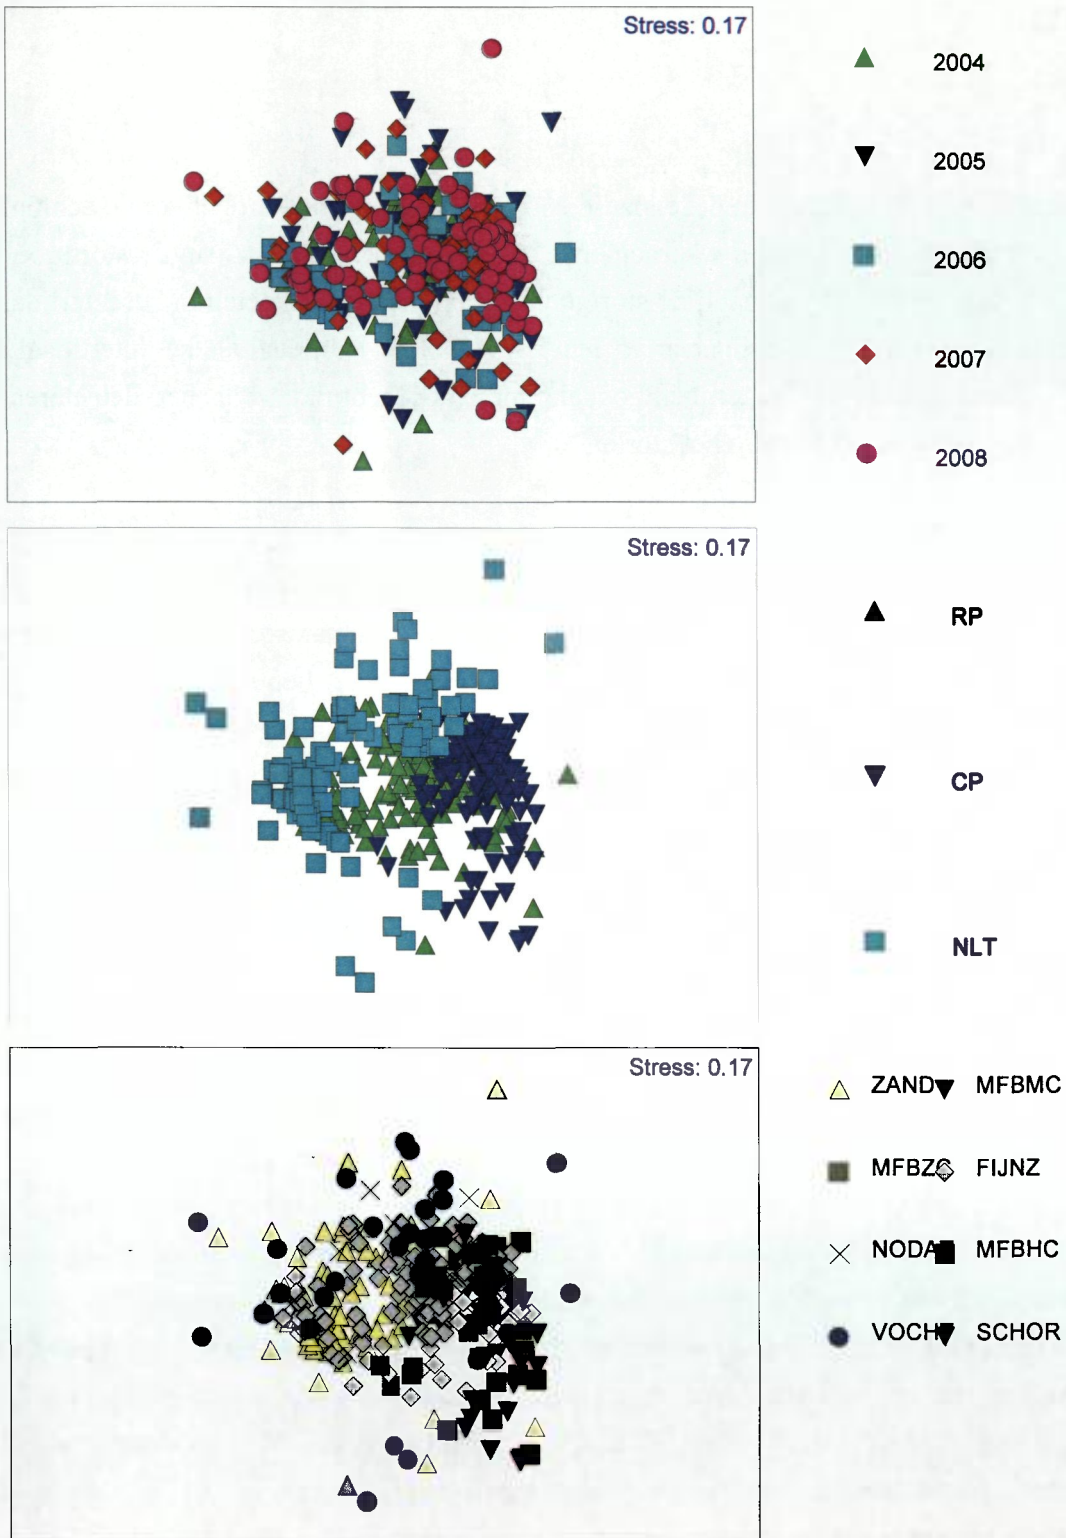 Stress: 0.17
2004
2005
2006
2007
2008
Stress: 0.17
RP
CP
NLT
Stress: 0.17
ZAND MFBMC
FIJNZ
NODA MFBHC
VOCH SCHOR